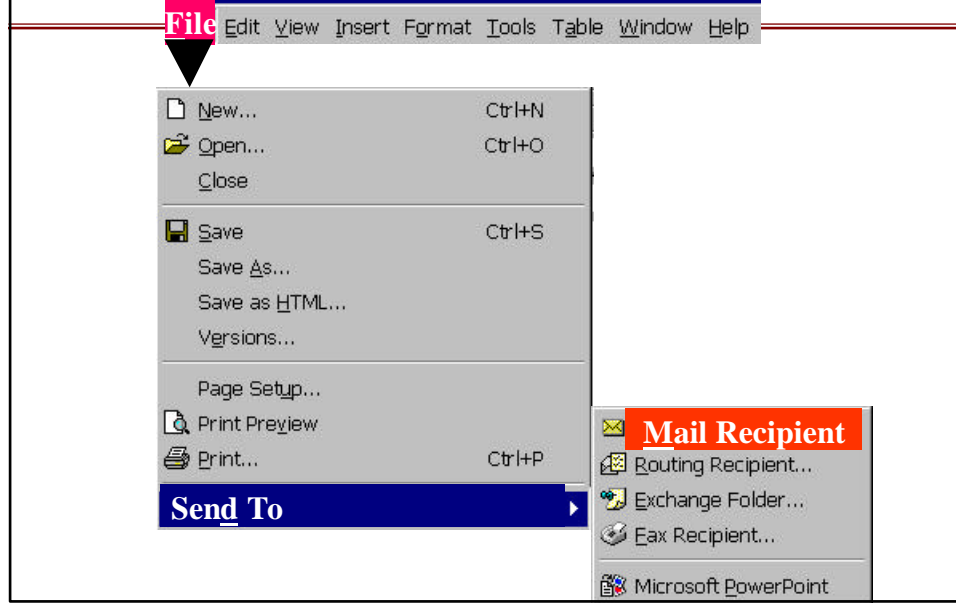 File Edit View Insert Format Tools Table Window Help
New... Ctrl+N
Open... Ctrl+O
Close
Save Ctrl+S
Save As...
Save as HTML...
Versions...
Page Setup...
Print Preview
Print... Ctrl+P
Send To
Mail Recipient
Routing Recipient...
Exchange Folder...
Fax Recipient...
Microsoft PowerPoint